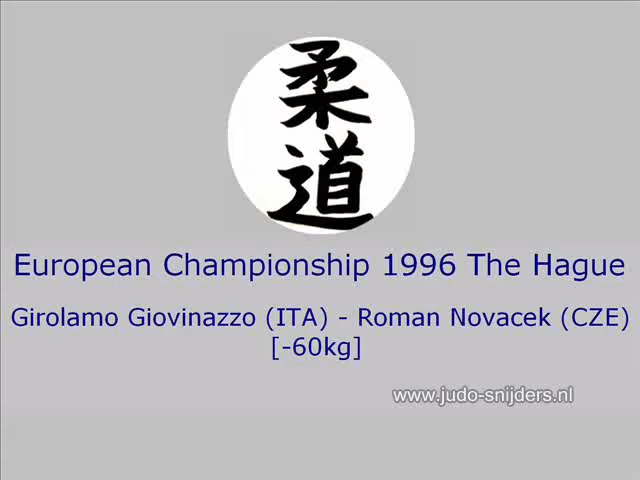 柔
道
European Championship 1996 The Hague
Girolamo Giovinazzo (ITA) - Roman Novacek (CZE)
[-60kg]
www.judo-snijders.nl